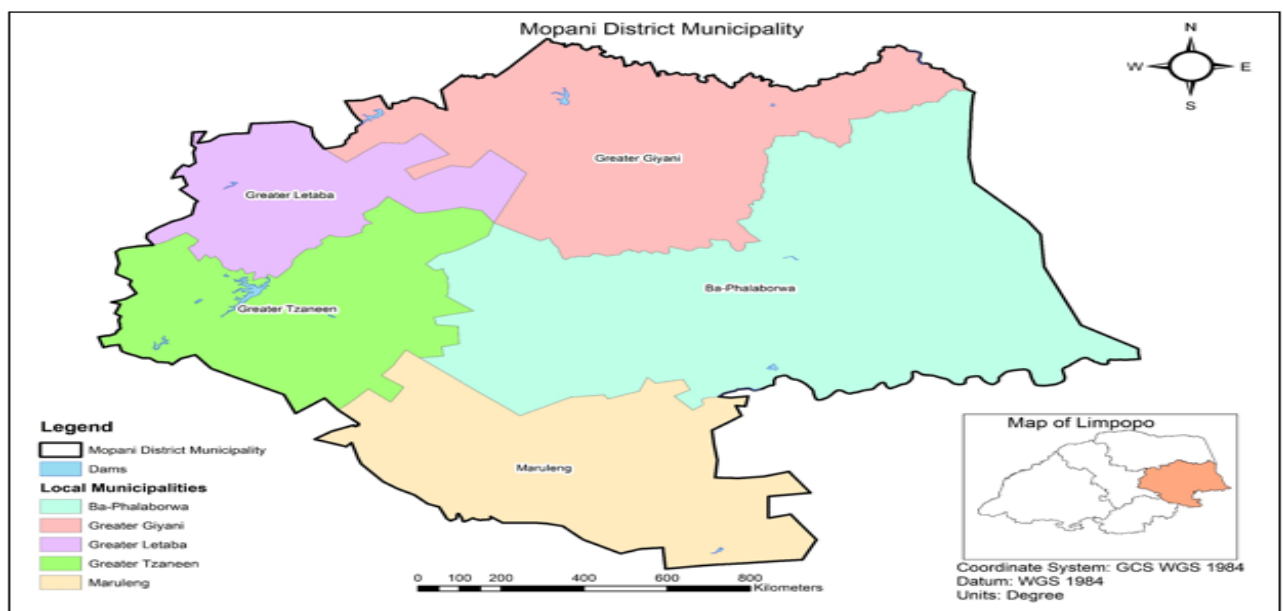 Mopani District Municipality
N
W E
S
Greater Giyani
Greater Letaba
Ba-Phalaborwa
Greater Tzaneen
Maruleng
Legend
Mopani District Municipality
Dams
Local Municipalities
Ba-Phalaborwa
Greater Giyani
Greater Letaba
Greater Tzaneen
Maruleng
0 100 200 400 600 800
Kilometers
Map of Limpopo
Coordinate System: GCS WGS 1984
Datum: WGS 1984
Units: Degree